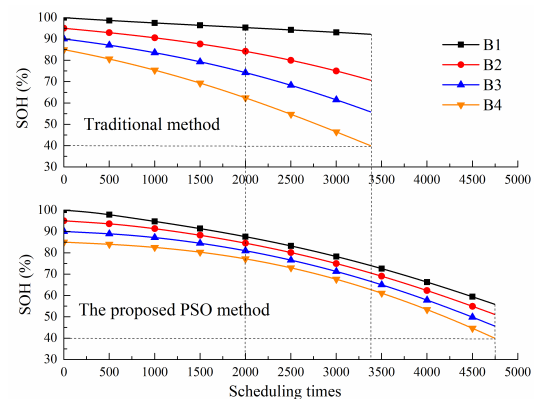 100
90
80
70
60
50
40
30
SOH (%)
Traditional method
B1
B2
B3
B4
0 500 1000 1500 2000 2500 3000 3500 4000 4500 5000
100
90
80
70
60
50
40
30
SOH (%)
The proposed PSO method
0 500 1000 1500 2000 2500 3000 3500 4000 4500 5000
Scheduling times